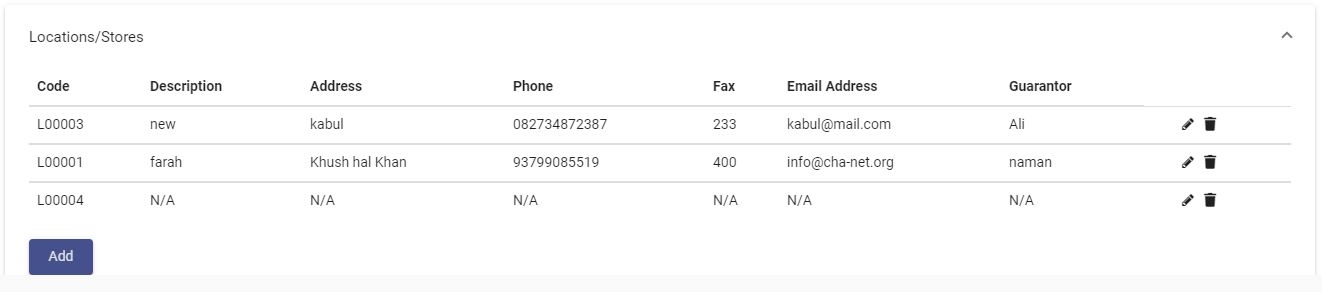 Locations/Stores
Code Description Address Phone Fax Email Address Guarantor
L00003 new kabul 082734872387 233 kabul@mail.com Ali
L00001 farah Khush hal Khan 93799085519 400 info@cha-net.org naman
L00004 N/A N/A N/A N/A N/A N/A
Add